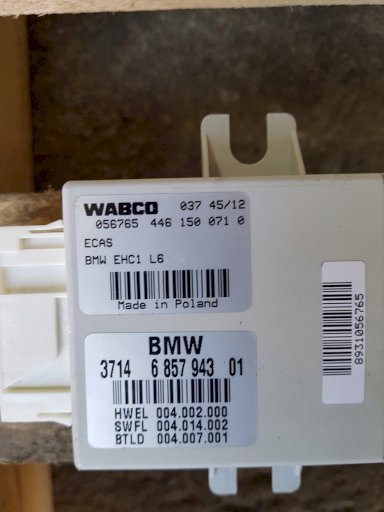 WABCO 037 45/12
056765 446 150 071 0
ECAS
BMW EHC1 L6
Made in Poland
BMW
3714 6 857 943 01
HWEL 004.002.000
SWFL 004.014.002
BTLD 004.007.001
8931056765